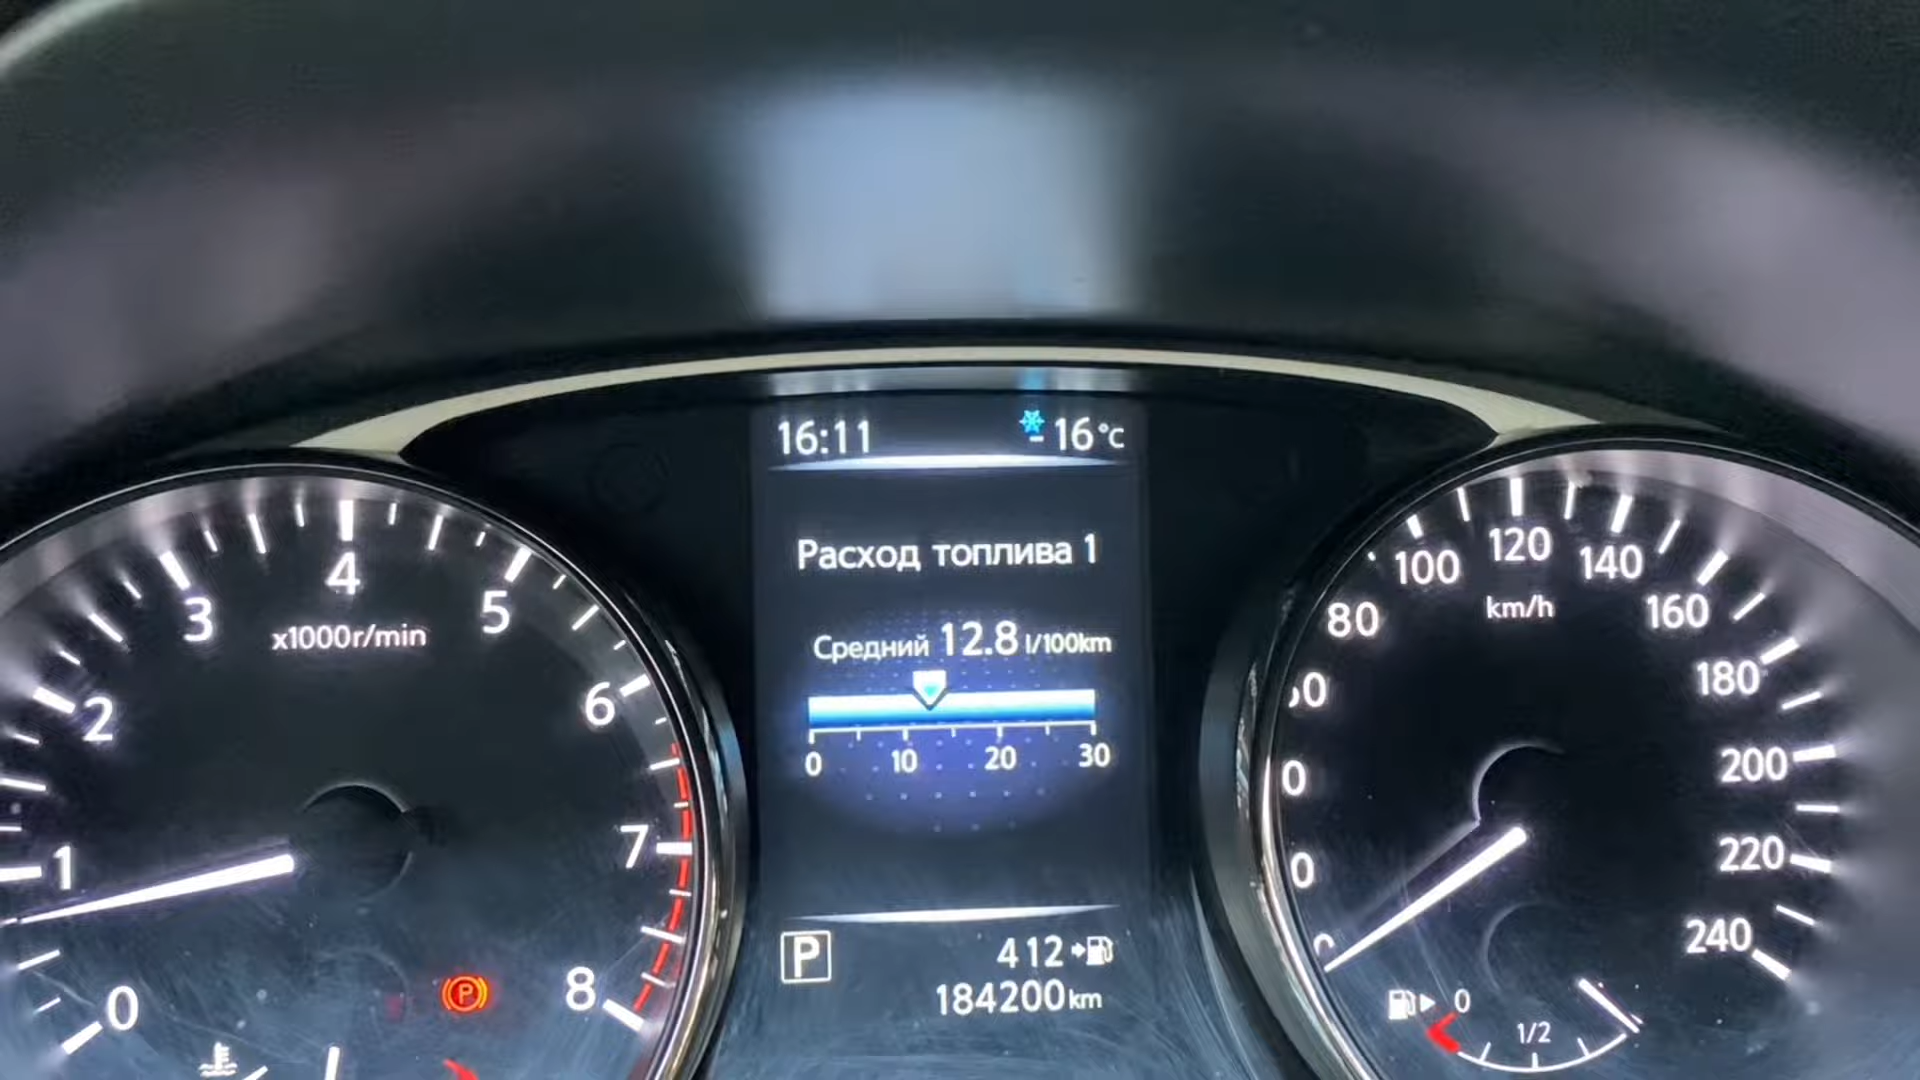 16:11 -16°C
Расход топлива 1
Средний 12.8 l/100km
0 10 20 30
P 412
184200km
0 1 2 3 4 5 6 7 8
x1000r/min
P
80 100 120 140 160 180 200 220 240
km/h
0 1/2